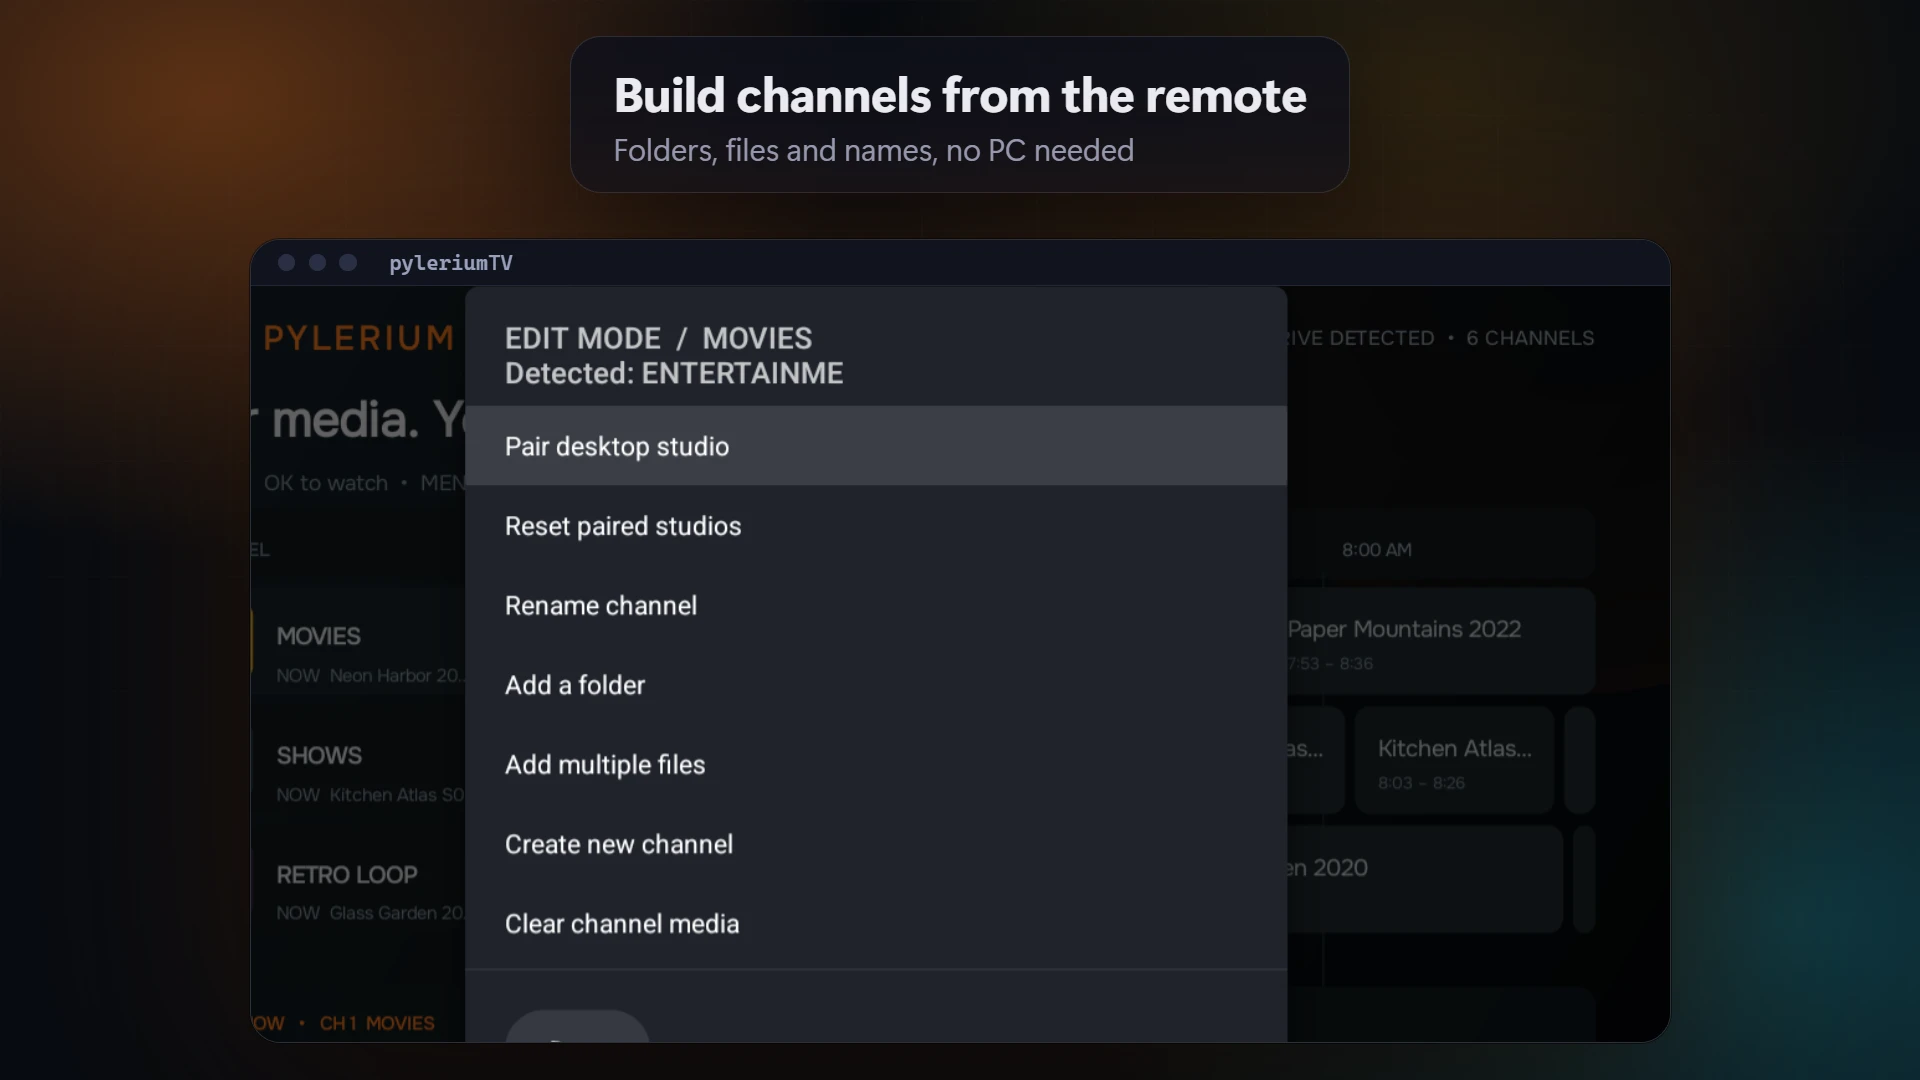 Build channels from the remote
Folders, files and names, no PC needed
pyleriumTV
PYLERIUM
EDIT MODE / MOVIES
Detected: ENTERTAINME
DETECTED • 6 CHANNELS
media.
OK to watch •
Pair desktop studio
Reset paired studios
8:00 AM
Rename channel
MOVIES
NOW Neon Harbor 20..
Paper Mountains 2022
7:53 – 8:36
Add a folder
Add multiple files
SHOWS
NOW Kitchen Atlas S0
Kitchen Atlas...
8:03 – 8:26
Create new channel
RETRO LOOP
NOW Glass Garden 20.
2020
Clear channel media
• CH 1 MOVIES